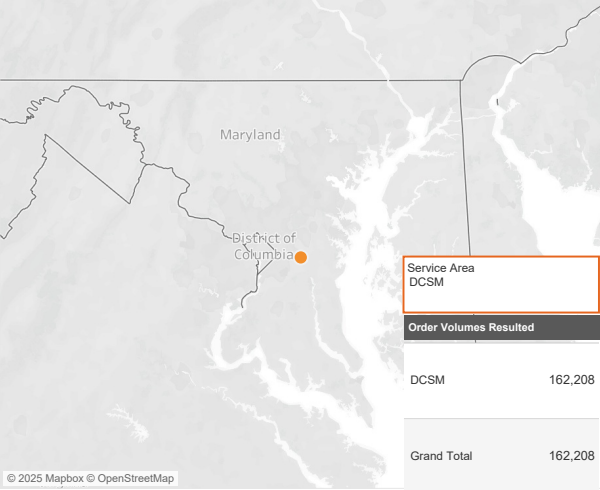 Maryland
District of
Columbia
Service Area
DCSM
Order Volumes Resulted
DCSM 162,208
Grand Total 162,208
© 2025 Mapbox © OpenStreetMap